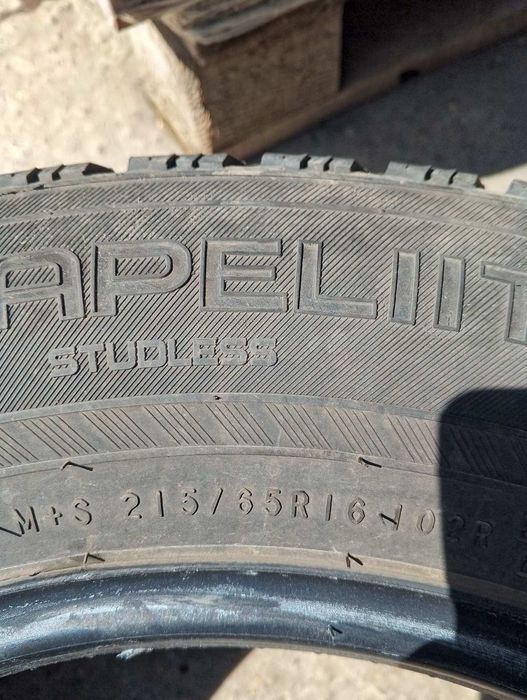 APELIIT
STUDLESS
M+S 215/65R16 102R